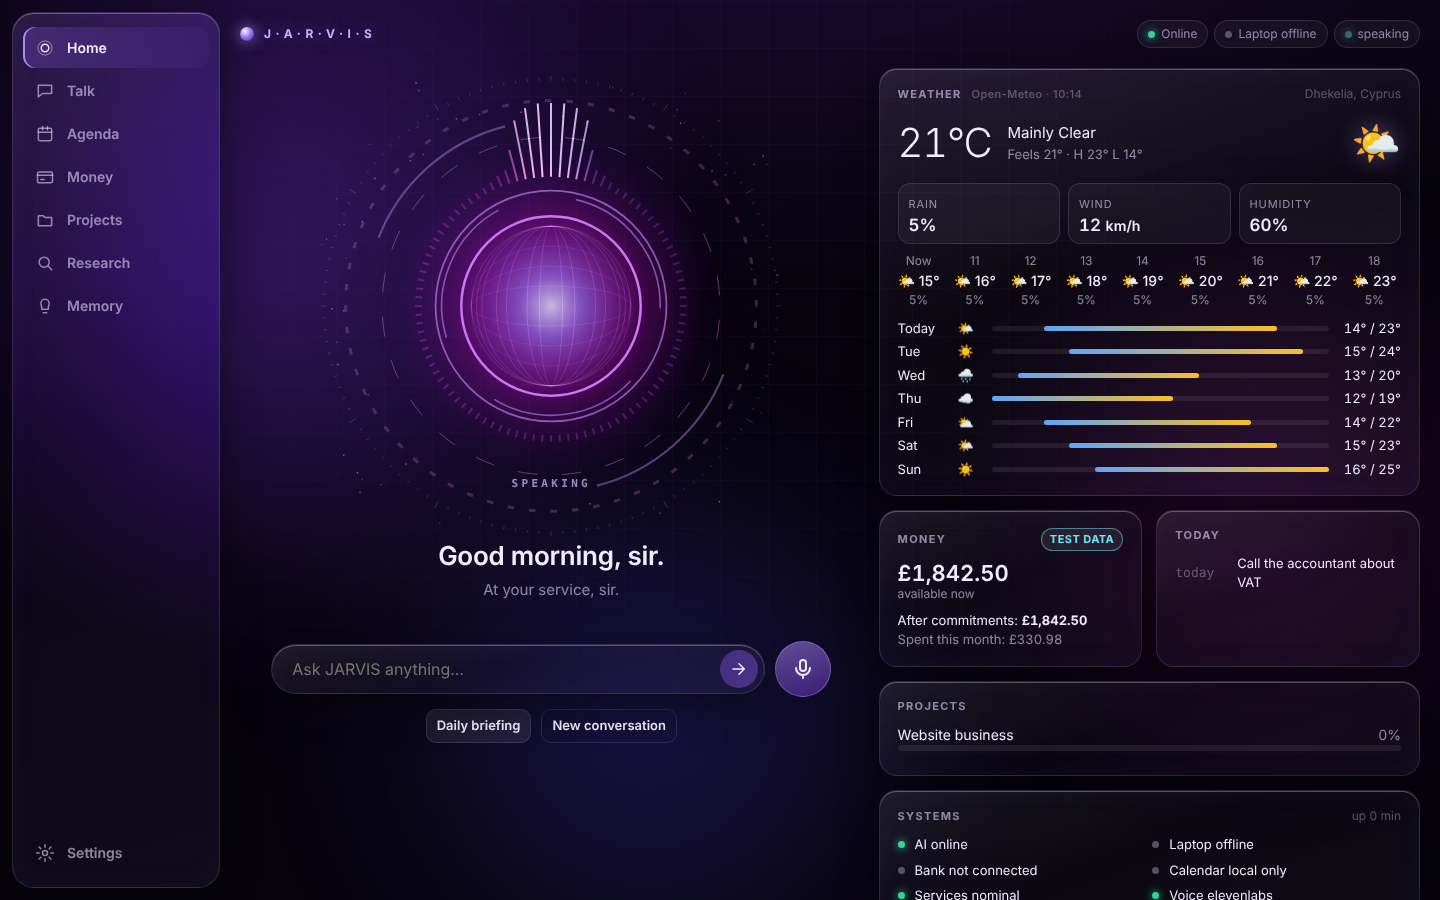 Home
Talk
Agenda
Money
Projects
Research
Memory
Settings
J·A·R·V·I·S
Online
Laptop offline
speaking
SPEAKING
Good morning, sir.
At your service, sir.
Ask JARVIS anything...
Daily briefing
New conversation
WEATHER Open-Meteo · 10:14
Dhekelia, Cyprus
21°C
Mainly Clear
Feels 21° · H 23° L 14°
RAIN
5%
WIND
12 km/h
HUMIDITY
60%
Now 11 12 13 14 15 16 17 18
15° 16° 17° 18° 19° 20° 21° 22° 23°
5% 5% 5% 5% 5% 5% 5% 5% 5%
Today 14° / 23°
Tue 15° / 24°
Wed 13° / 20°
Thu 12° / 19°
Fri 14° / 22°
Sat 15° / 23°
Sun 16° / 25°
MONEY
TEST DATA
£1,842.50
available now
After commitments: £1,842.50
Spent this month: £330.98
TODAY
today
Call the accountant about
VAT
PROJECTS
Website business 0%
SYSTEMS up 0 min
AI online
Laptop offline
Bank not connected
Calendar local only
Services nominal
Voice elevenlabs